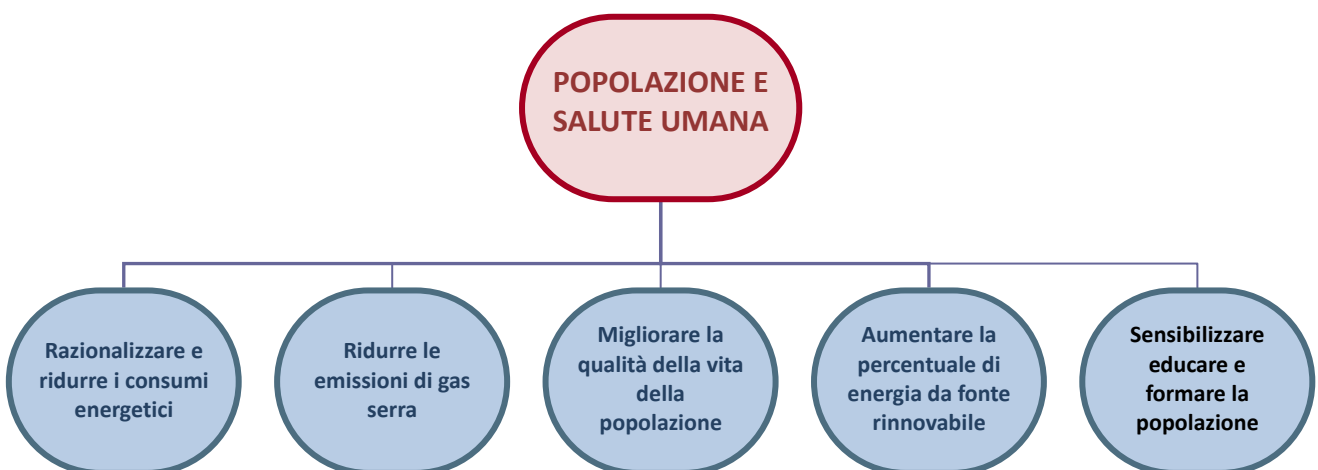 POPOLAZIONE E
SALUTE UMANA
Razionalizzare e
ridurre i consumi
energetici
Ridurre le
emissioni di gas
serra
Migliorare la
qualità della vita
della
popolazione
Aumentare la
percentuale di
energia da fonte
rinnovabile
Sensibilizzare
educare e
formare la
popolazione